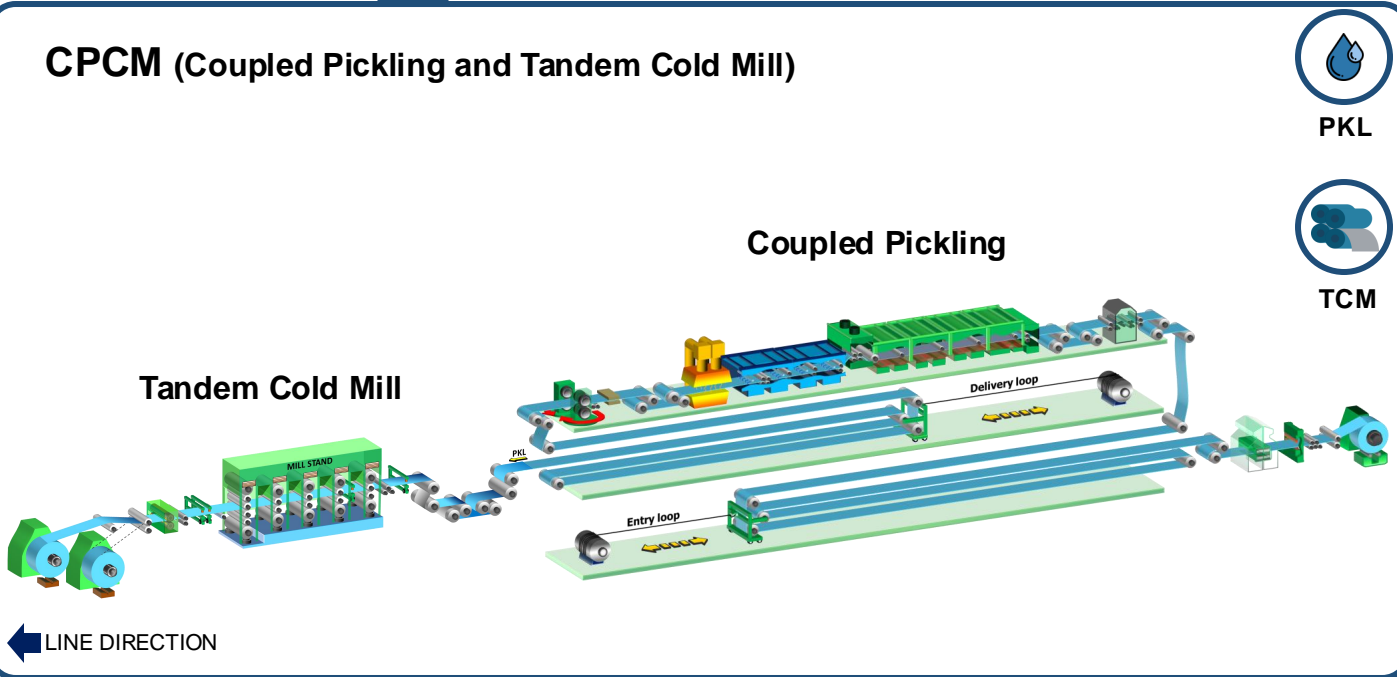 CPCM (Coupled Pickling and Tandem Cold Mill)
PKL
TCM
Coupled Pickling
Tandem Cold Mill
Delivery loop
MILL STAND
PKL
Entry loop
LINE DIRECTION